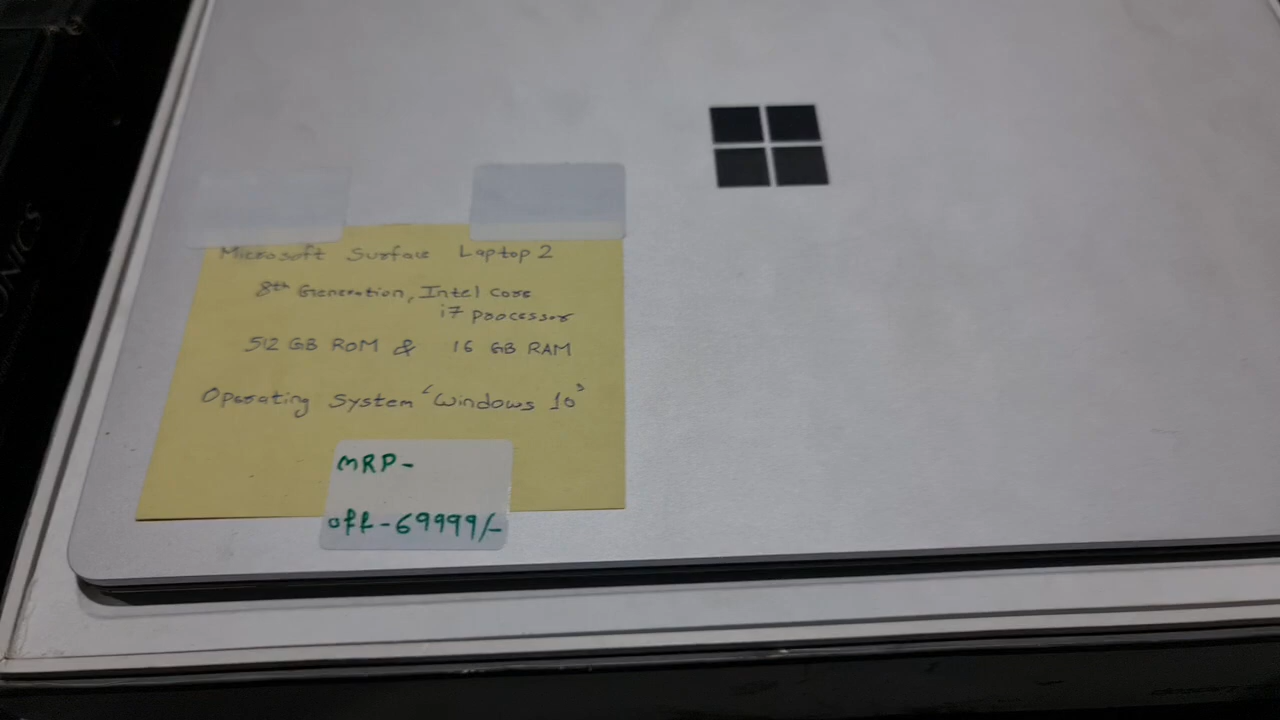 ONICS
Microsoft Surface Laptop 2
8th Generation, Intel Core
i7 processor
512 GB ROM & 16 GB RAM
Operating System 'Windows 10'
MRP-
off-69999/-